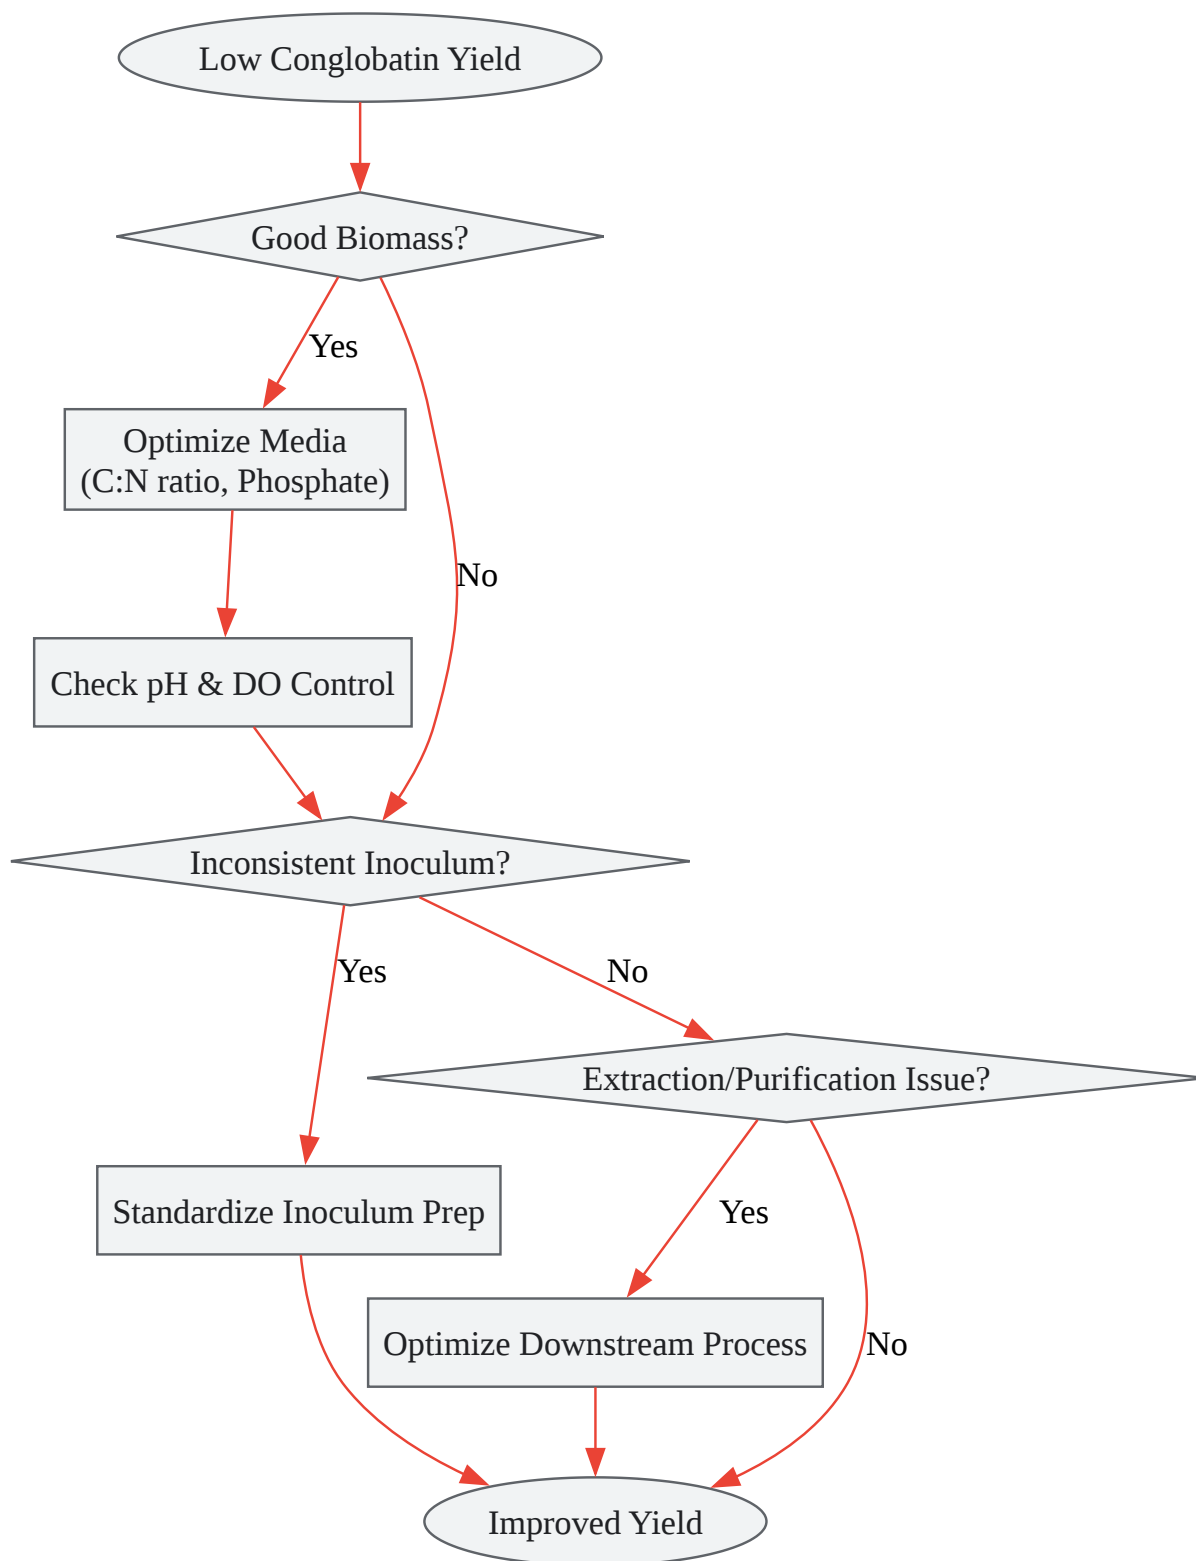 Low Conglobatin Yield
Good Biomass?
Yes
Optimize Media
(C:N ratio, Phosphate)
No
Check pH & DO Control
Inconsistent Inoculum?
Yes
No
Extraction/Purification Issue?
Standardize Inoculum Prep
Yes
Optimize Downstream Process
No
Improved Yield